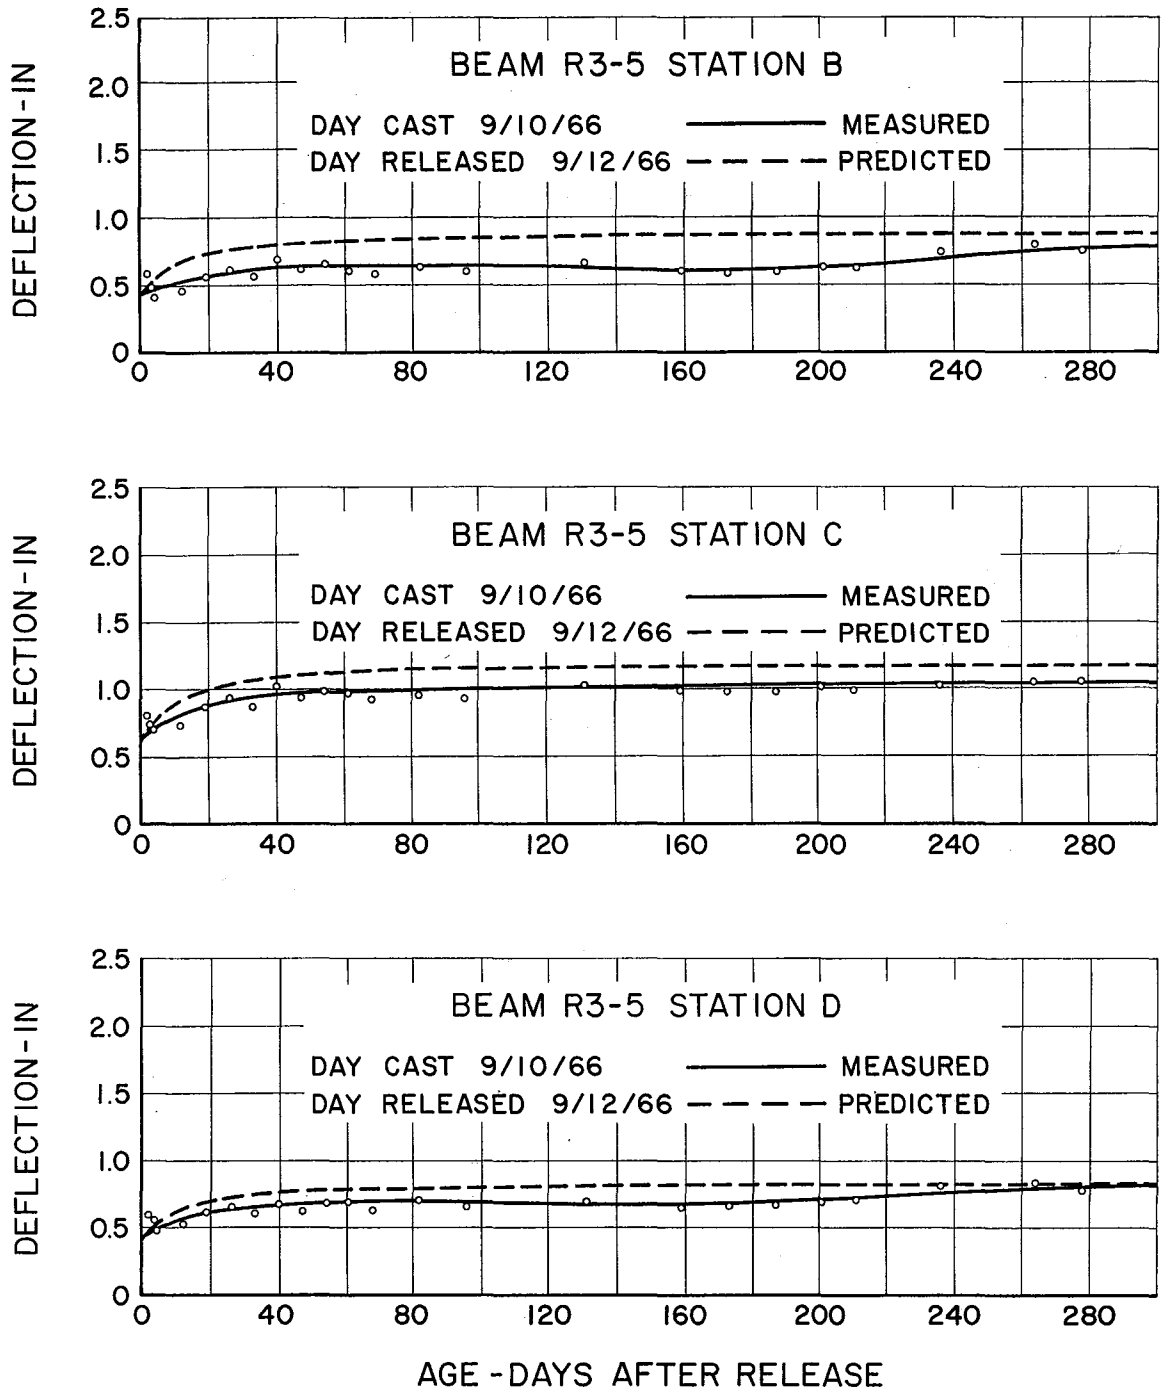 2.5
BEAM R3-5 STATION B
2.0
DAY CAST 9/10/66 MEASURED
1.5
DAY RELEASED 9/12/66 PREDICTED
1.0
0.5
0
DEFLECTION-IN
0 40 80 120 160 200 240 280
2.5
BEAM R3-5 STATION C
2.0
DAY CAST 9/10/66 MEASURED
1.5
DAY RELEASED 9/12/66 PREDICTED
1.0
0.5
0
DEFLECTION-IN
0 40 80 120 160 200 240 280
2.5
BEAM R3-5 STATION D
2.0
DAY CAST 9/10/66 MEASURED
1.5
DAY RELEASED 9/12/66 PREDICTED
1.0
0.5
0
DEFLECTION-IN
0 40 80 120 160 200 240 280
AGE-DAYS AFTER RELEASE